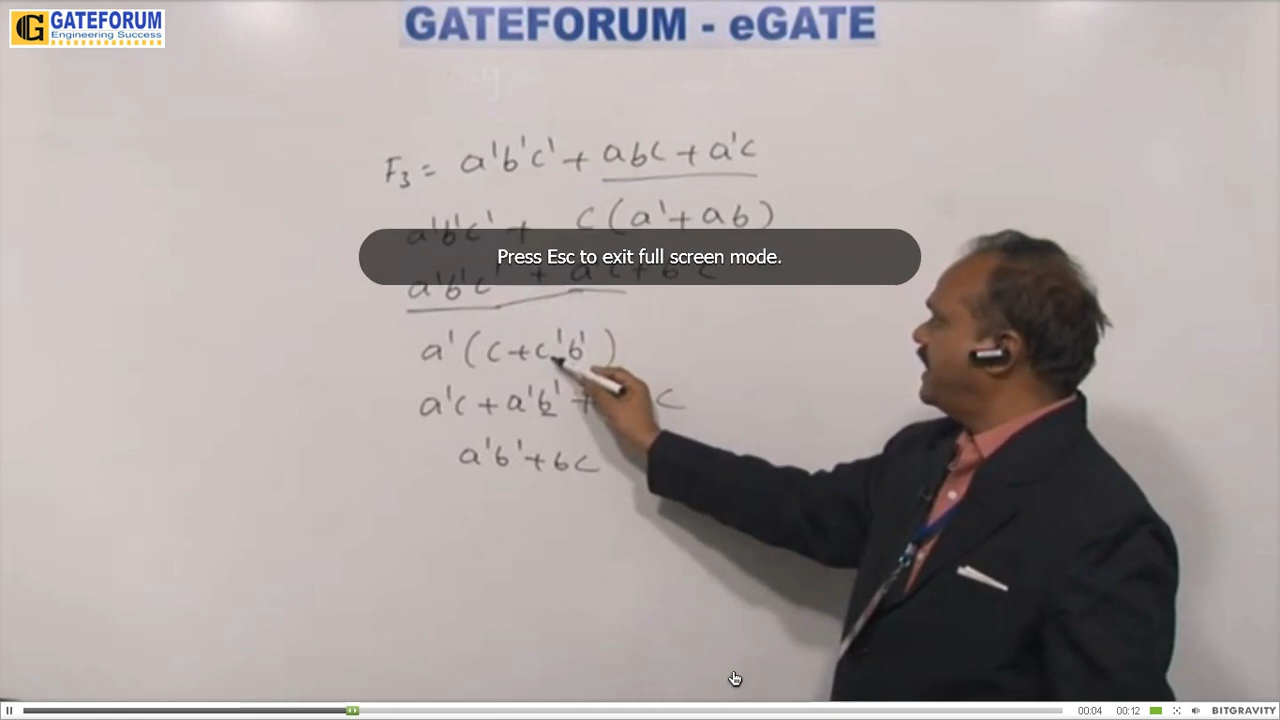 GATEFORUM
Engineering Success
GATEFORUM - eGATE
F₃ = a'b'c' + abc + a'c
a'b'c' + c(a' + ab)
Press Esc to exit full screen mode.
a'b'c' + a'c + bc
a'(c + c'b')
a'c + a'b' + c
a'b' + bc
00:04 00:12 BITGRAVITY